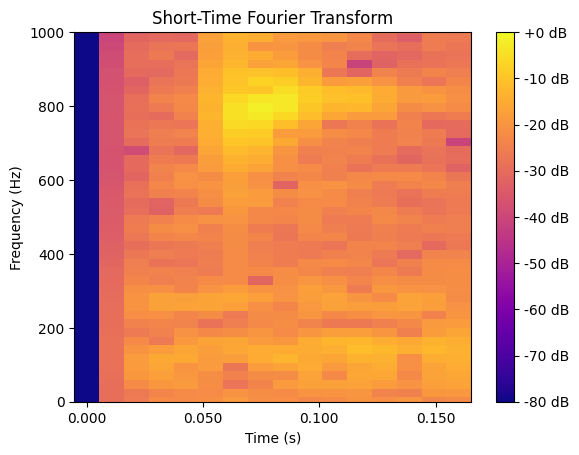 Short-Time Fourier Transform
Frequency (Hz)
1000
800
600
400
200
0
0.000
0.050
0.100
0.150
Time (s)
+0 dB
-10 dB
-20 dB
-30 dB
-40 dB
-50 dB
-60 dB
-70 dB
-80 dB